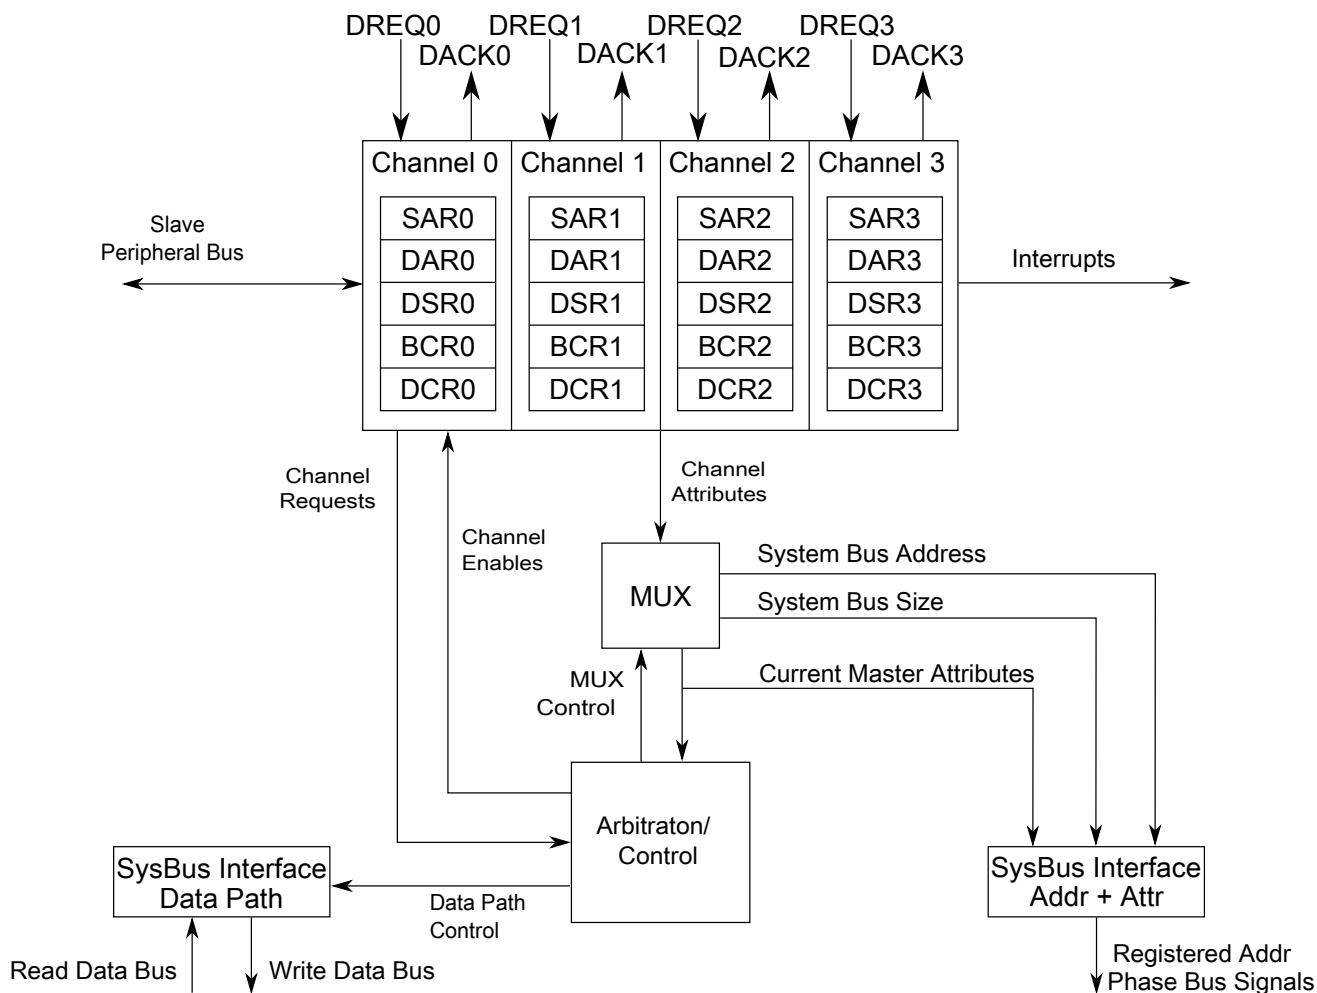 DREQ0
DREQ1
DREQ2
DREQ3
DACK0
DACK1
DACK2
DACK3
Channel 0
Channel 1
Channel 2
Channel 3
SAR0
SAR1
SAR2
SAR3
DAR0
DAR1
DAR2
DAR3
DSR0
DSR1
DSR2
DSR3
BCR0
BCR1
BCR2
BCR3
DCR0
DCR1
DCR2
DCR3
Slave
Peripheral Bus
Interrupts
Channel
Requests
Channel
Attributes
Channel
Enables
MUX
System Bus Address
System Bus Size
Current Master Attributes
MUX
Control
Arbitraton/
Control
SysBus Interface
Data Path
Data Path
Control
SysBus Interface
Addr + Attr
Read Data Bus
Write Data Bus
Registered Addr
Phase Bus Signals